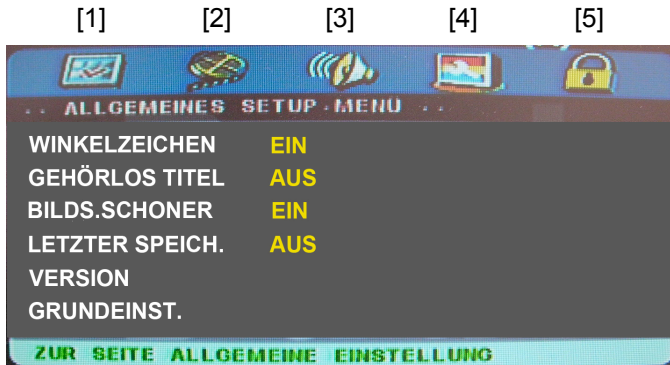 [1] [2] [3] [4] [5]
.. ALLGEMEINES SETUP-MENÜ ..
WINKELZEICHEN EIN
GEHÖRLOS TITEL AUS
BILDS.SCHONER EIN
LETZTER SPEICH. AUS
VERSION
GRUNDEINST.
ZUR SEITE ALLGEMEINE EINSTELLUNG